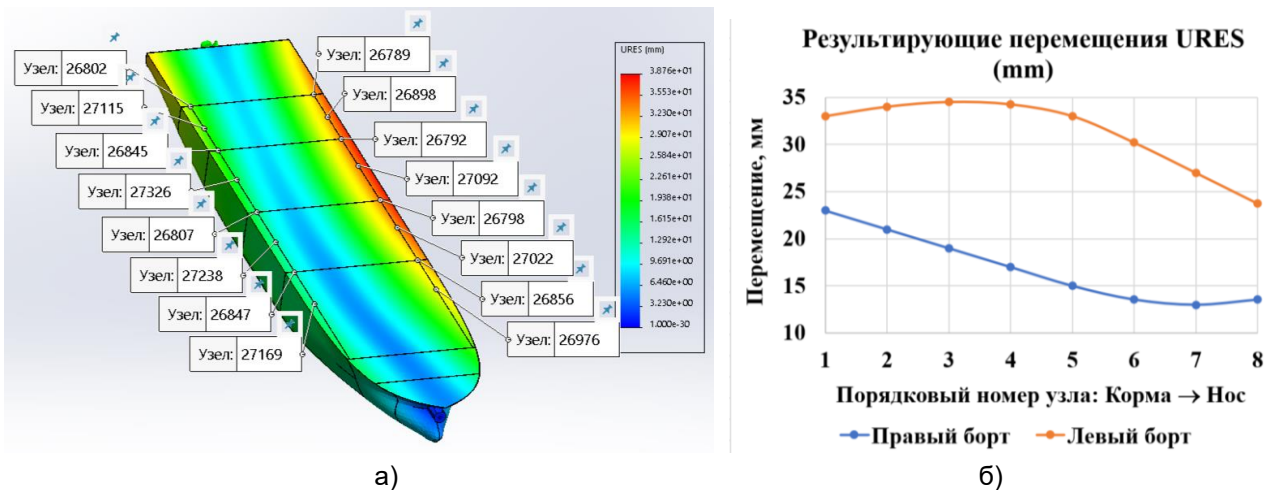 Узел: 26802
Узел: 27115
Узел: 26845
Узел: 27326
Узел: 26807
Узел: 27238
Узел: 26847
Узел: 27169
Узел: 26789
Узел: 26898
Узел: 26792
Узел: 27092
Узел: 26798
Узел: 27022
Узел: 26856
Узел: 26976
URES (mm)
3.876e+01
3.553e+01
3.230e+01
2.907e+01
2.584e+01
2.261e+01
1.938e+01
1.615e+01
1.292e+01
9.691e+00
6.460e+00
3.230e+00
1.000e-30
а)
Результирующие перемещения URES
(mm)
Перемещение, мм
35
30
25
20
15
10
1 2 3 4 5 6 7 8
Порядковый номер узла: Корма → Нос
Правый борт Левый борт
б)